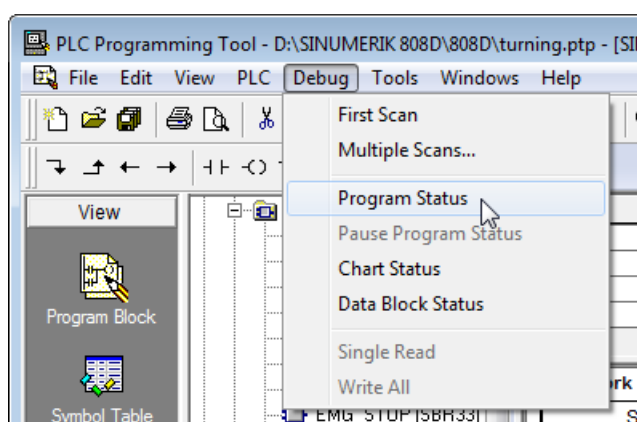 PLC Programming Tool - D:\SINUMERIK 808D\808D\turning.ptp - [SI
File Edit View PLC Debug Tools Windows Help
First Scan
Multiple Scans...
View
Program Status
Pause Program Status
Chart Status
Program Block
Data Block Status
Single Read
Write All
rk
Symbol Table
EMG_STOP (SBR33)
S